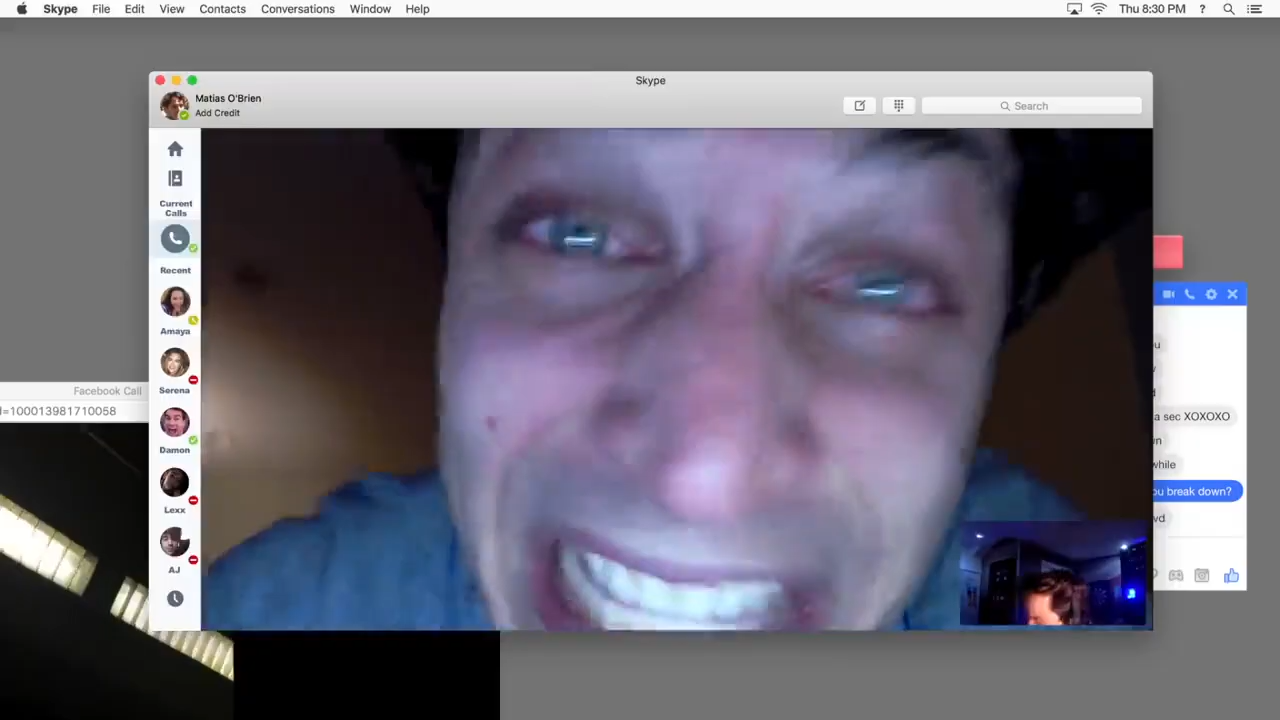 Skype File Edit View Contacts Conversations Window Help Thu 8:30 PM ?
Skype
Matias O'Brien
Add Credit
Search
Current
Calls
Recent
Amaya
Serena
Damon
Lexx
AJ
Facebook Call
=100013981710058
a sec XOXOXO
while
ou break down?